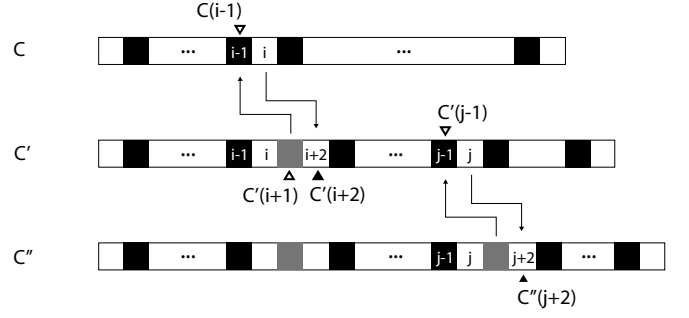 C(i-1)
C ... i-1 i ...
C'(j-1)
C' ... i-1 i i+2 ... j-1 j
C'(i+1) C'(i+2)
C" ... ... j-1 j j+2 ...
C"(j+2)